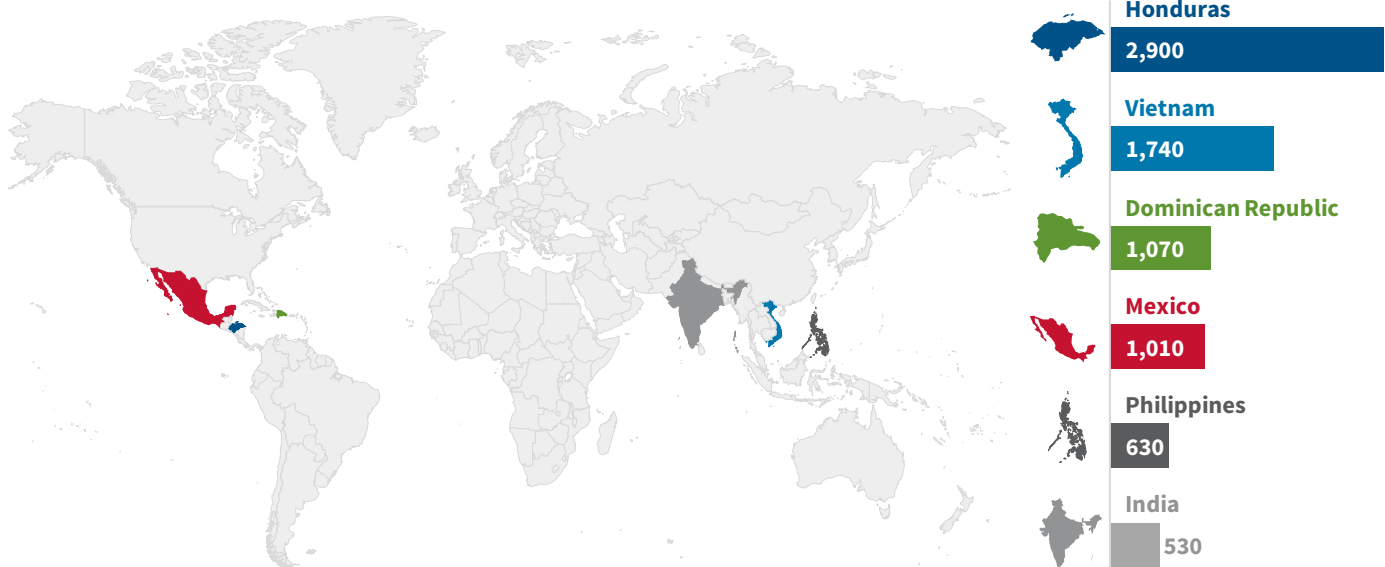 Honduras
2,900
Vietnam
1,740
Dominican Republic
1,070
Mexico
1,010
Philippines
630
India
530